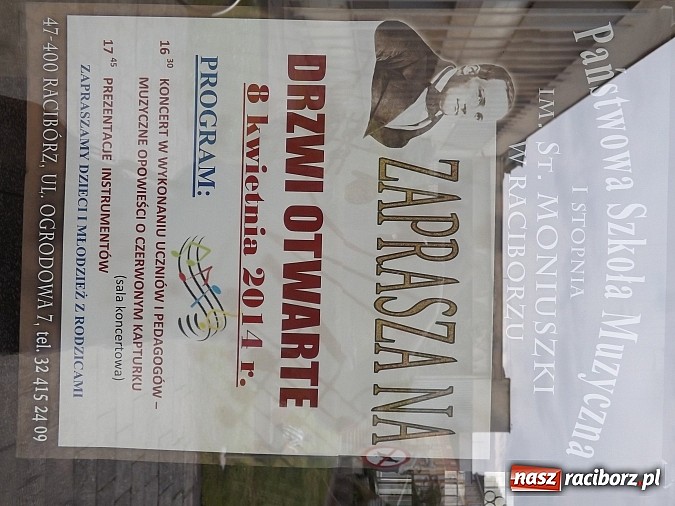 Państwowa Szkoła Muzyczna
I STOPNIA
IM. ST. MONIUSZKI
W RACIBORZU
ZAPRASZA NA
DRZWI OTWARTE
8 kwietnia 2014 r.
PROGRAM:
16 30 KONCERT W WYKONANIU UCZNIÓW I PEDAGOGÓW –
MUZYCZNE OPOWIEŚCI O CZERWONYM KAPTURKU
(sala koncertowa)
17 45 PREZENTACJE INSTRUMENTÓW
ZAPRASZAMY DZIECI I MŁODZIEŻ Z RODZICAMI
47-400 RACIBÓRZ, UL. OGRODOWA 7, tel. 32 415 24 09
naszraciborz.pl